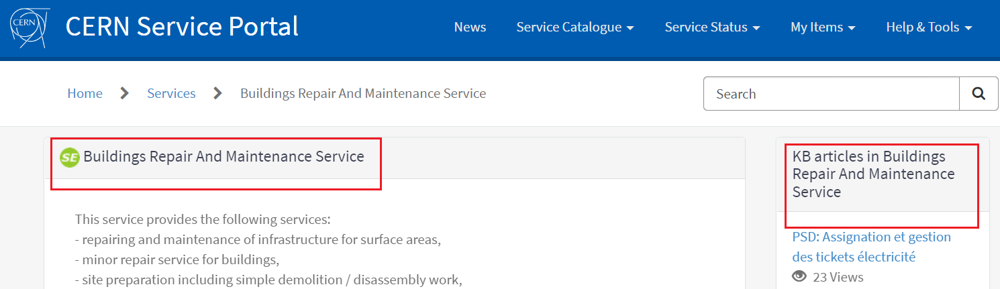 CERN
CERN Service Portal
News
Service Catalogue
Service Status
My Items
Help & Tools
Home
Services
Buildings Repair And Maintenance Service
Search
SE Buildings Repair And Maintenance Service
This service provides the following services:
- repairing and maintenance of infrastructure for surface areas,
- minor repair service for buildings,
- site preparation including simple demolition / disassembly work,
KB articles in Buildings
Repair And Maintenance
Service
PSD: Assignation et gestion
des tickets électricité
23 Views